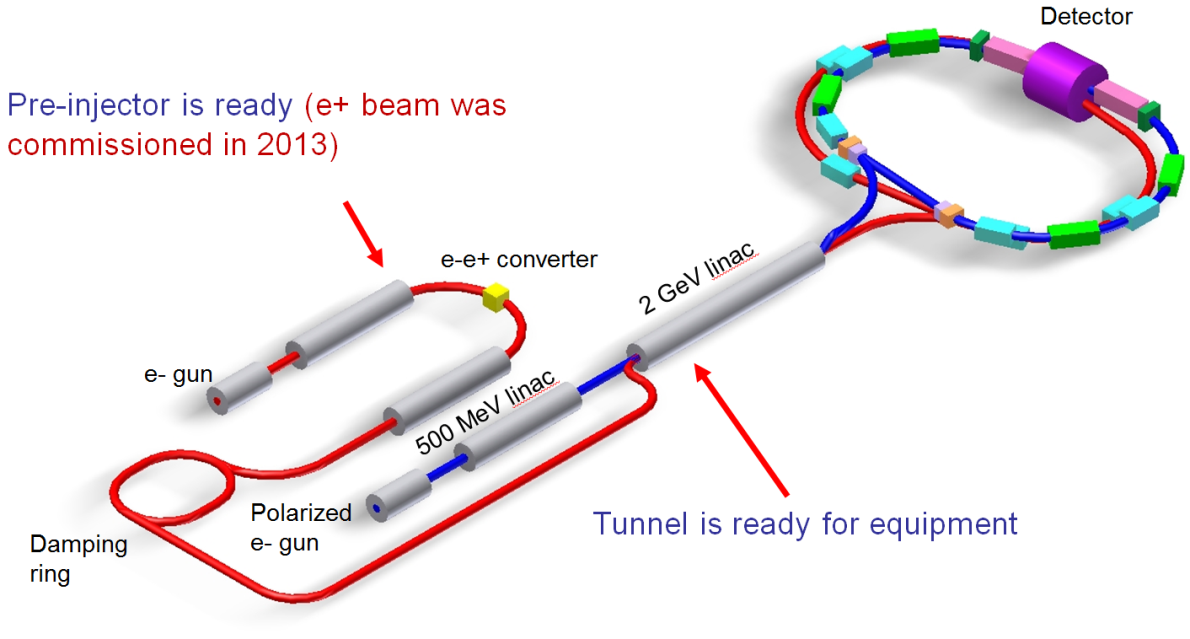 Detector
Pre-injector is ready (e+ beam was
commissioned in 2013)
e-e+ converter
2 GeV linac
e- gun
500 MeV linac
Polarized
e- gun
Tunnel is ready for equipment
Damping
ring